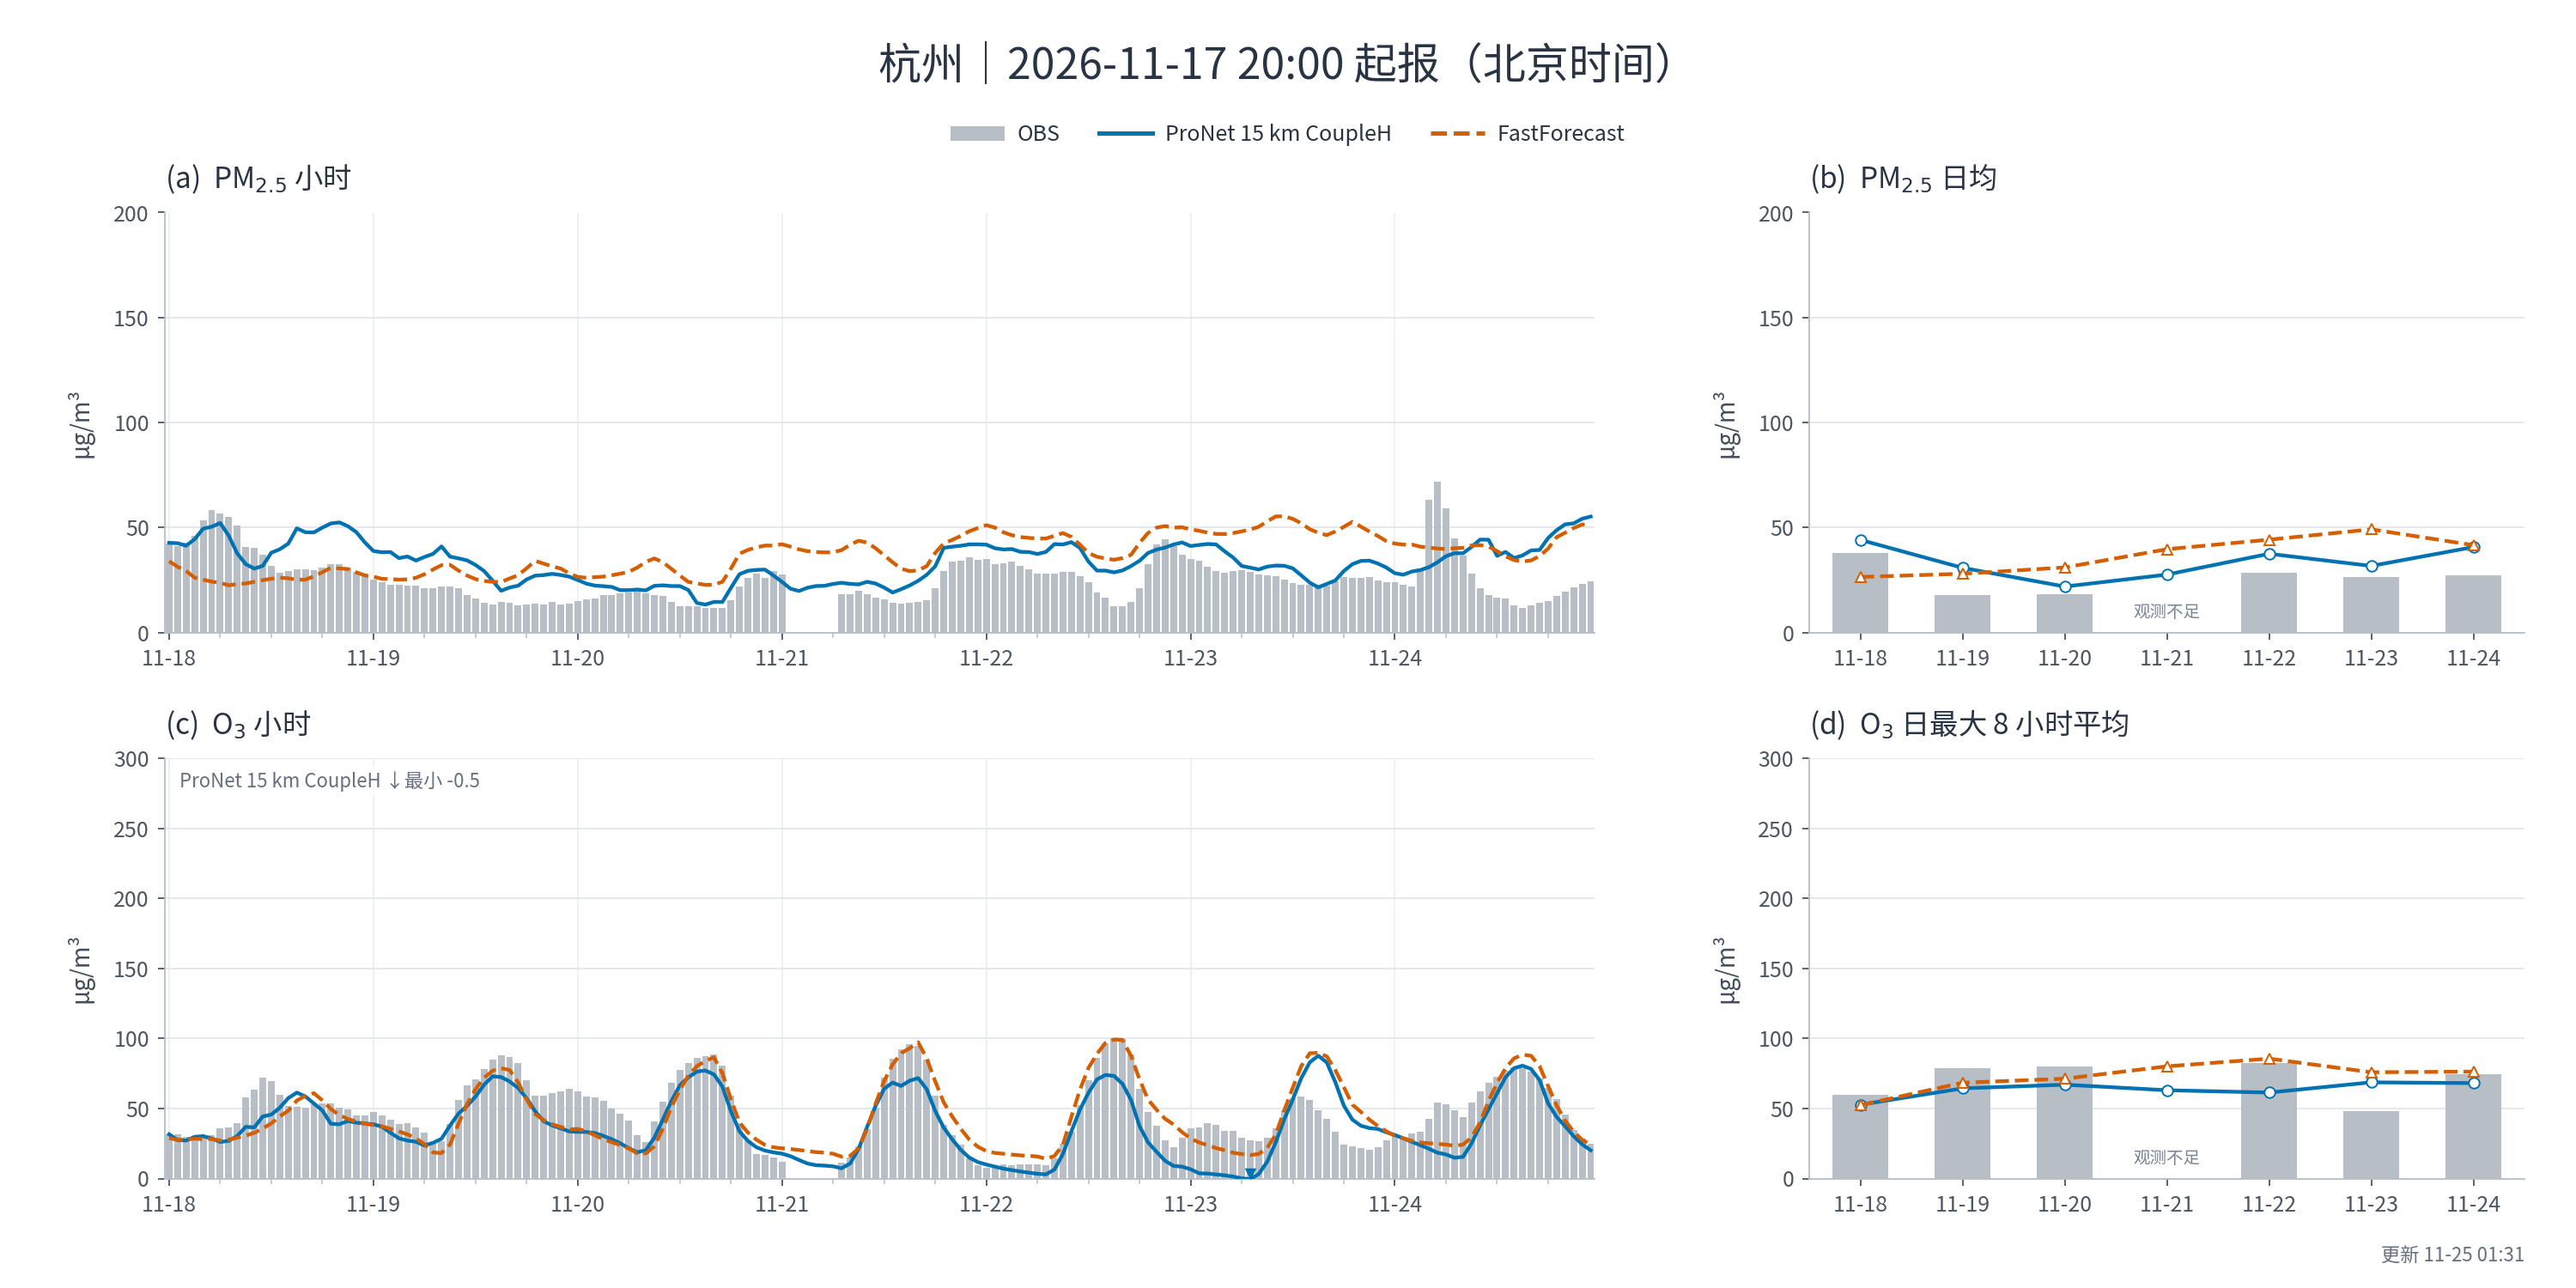 杭州｜2026-11-17 20:00 起报（北京时间）
OBS ProNet 15 km CoupleH FastForecast
(a) PM2.5 小时
200
150
100
50
0
μg/m³
11-18 11-19 11-20 11-21 11-22 11-23 11-24
(b) PM2.5 日均
200
150
100
50
0
μg/m³
观测不足
11-18 11-19 11-20 11-21 11-22 11-23 11-24
(c) O3 小时
ProNet 15 km CoupleH ↓最小 -0.5
300
250
200
150
100
50
0
μg/m³
11-18 11-19 11-20 11-21 11-22 11-23 11-24
(d) O3 日最大 8 小时平均
300
250
200
150
100
50
0
μg/m³
观测不足
11-18 11-19 11-20 11-21 11-22 11-23 11-24
更新 11-25 01:31